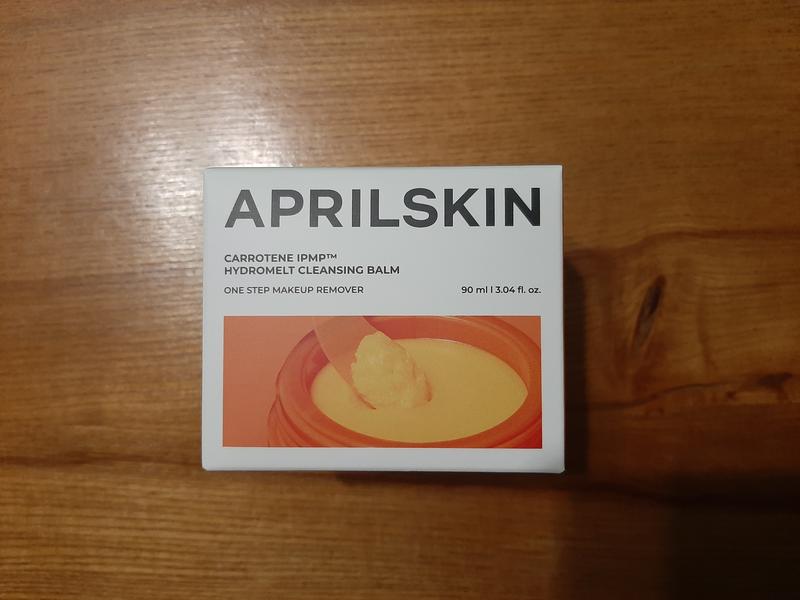 APRILSKIN
CARROTENE IPMP™
HYDROMELT CLEANSING BALM
ONE STEP MAKEUP REMOVER
90 ml l 3.04 fl. oz.